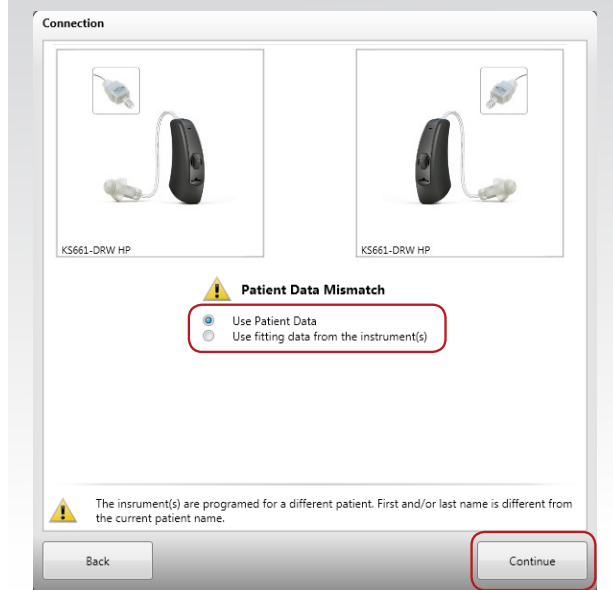 Connection
KS661-DRW HP
KS661-DRW HP
Patient Data Mismatch
Use Patient Data
Use fitting data from the instrument(s)
The insrument(s) are programed for a different patient. First and/or last name is different from
the current patient name.
Back
Continue